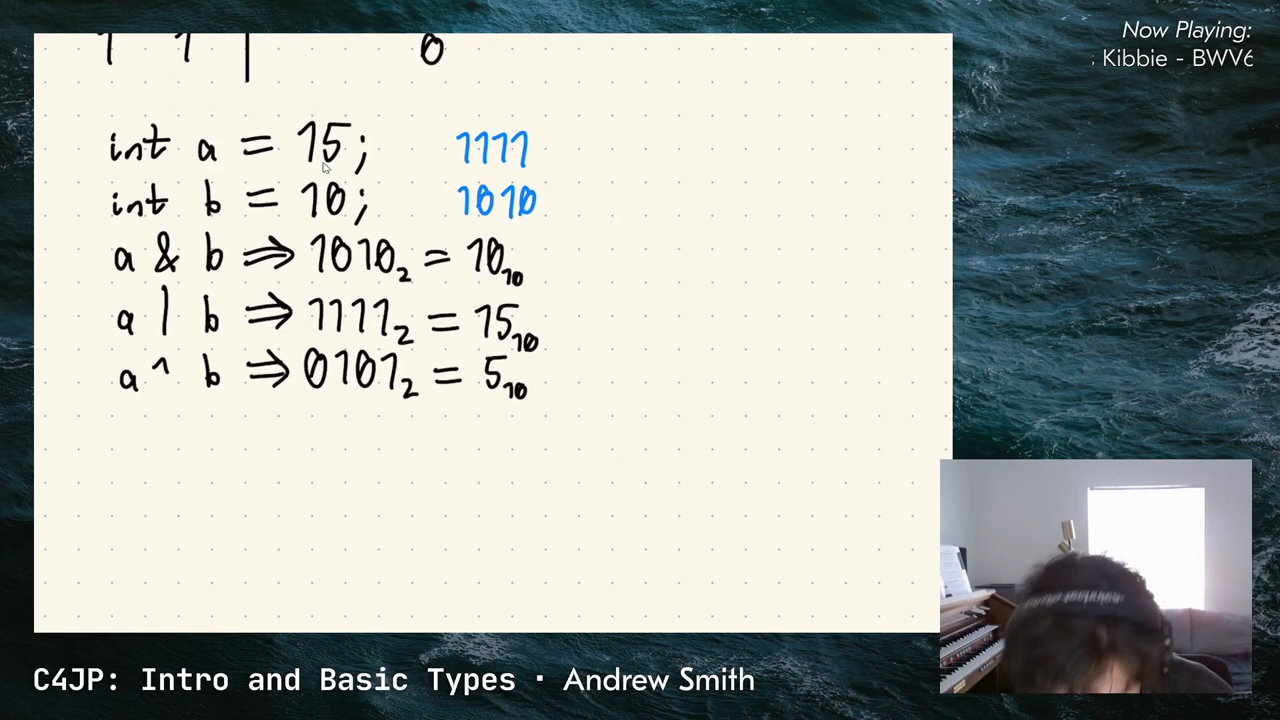 Now Playing:
; Kibbie - BWV6
1 1 | 0
int a = 15; 1111
int b = 10; 1010
a & b ⇒ 1010₂ = 10₁₀
a | b ⇒ 1111₂ = 15₁₀
a ^ b ⇒ 0101₂ = 5₁₀
C4JP: Intro and Basic Types · Andrew Smith